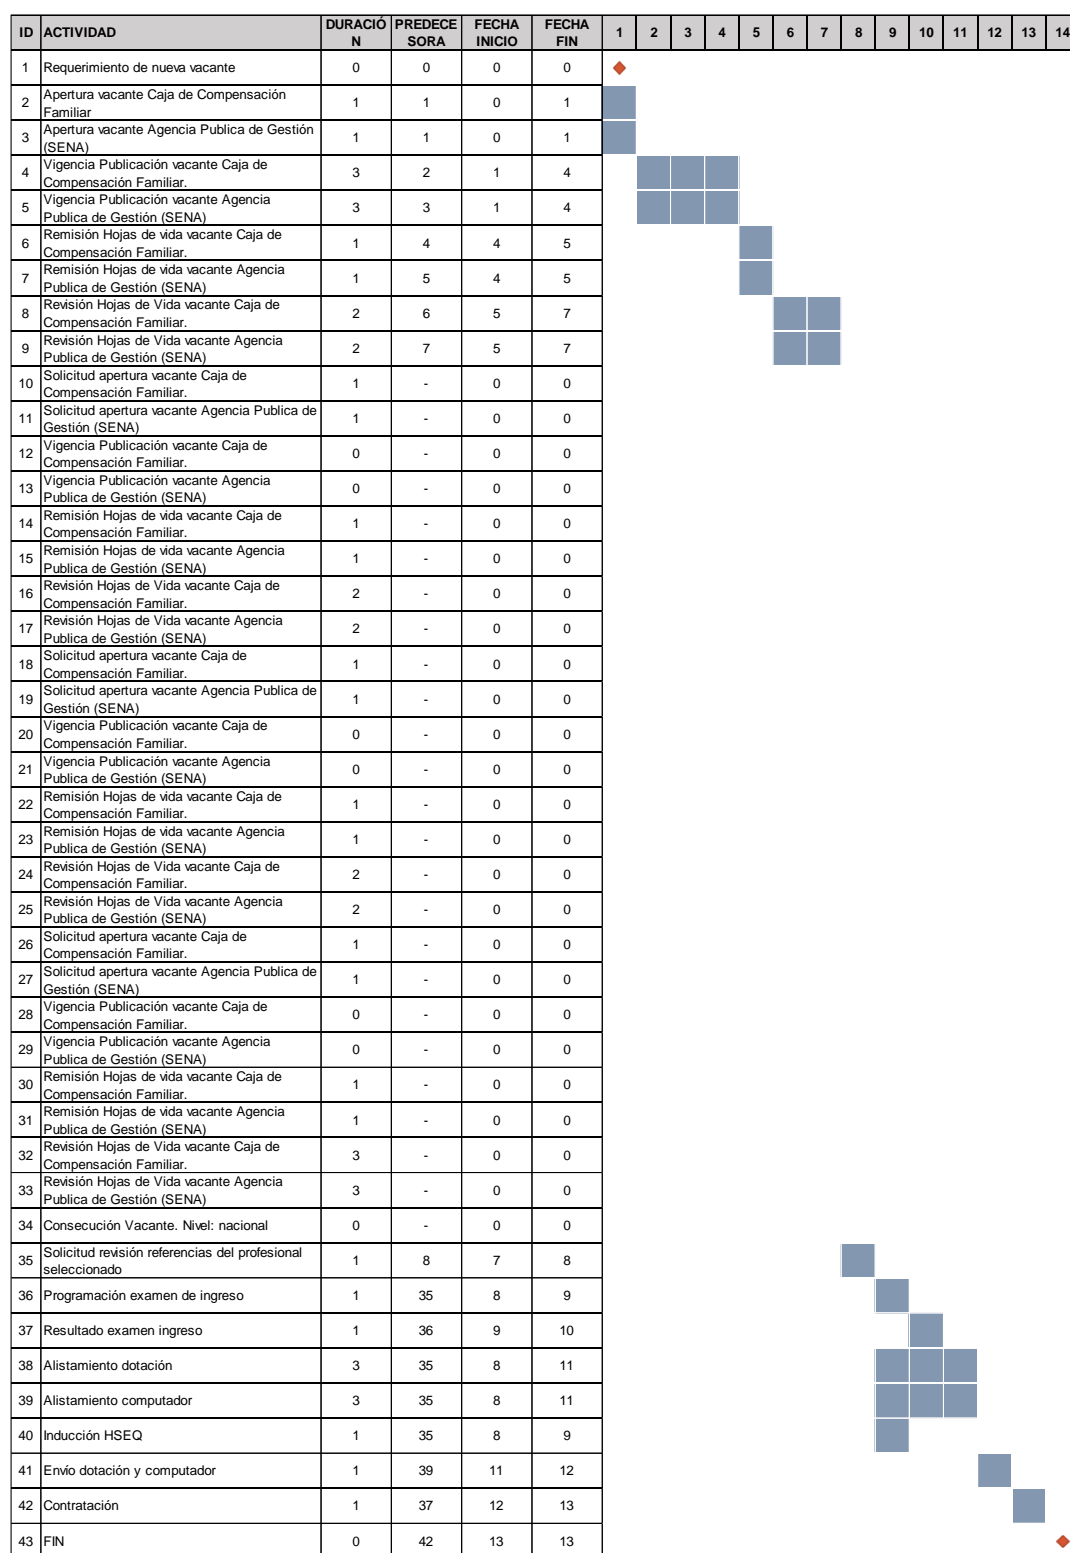 ID ACTIVIDAD DURACIÓN PREDECESORA FECHA INICIO FECHA FIN 1 2 3 4 5 6 7 8 9 10 11 12 13 14
1 Requerimiento de nueva vacante 0 0 0 0
2 Apertura vacante Caja de Compensación Familiar 1 1 0 1
3 Apertura vacante Agencia Publica de Gestión (SENA) 1 1 0 1
4 Vigencia Publicación vacante Caja de Compensación Familiar. 3 2 1 4
5 Vigencia Publicación vacante Agencia Publica de Gestión (SENA) 3 3 1 4
6 Remisión Hojas de vida vacante Caja de Compensación Familiar. 1 4 4 5
7 Remisión Hojas de vida vacante Agencia Publica de Gestión (SENA) 1 5 4 5
8 Revisión Hojas de Vida vacante Caja de Compensación Familiar. 2 6 5 7
9 Revisión Hojas de Vida vacante Agencia Publica de Gestión (SENA) 2 7 5 7
10 Solicitud apertura vacante Caja de Compensación Familiar. 1 - 0 0
11 Solicitud apertura vacante Agencia Publica de Gestión (SENA) 1 - 0 0
12 Vigencia Publicación vacante Caja de Compensación Familiar. 0 - 0 0
13 Vigencia Publicación vacante Agencia Publica de Gestión (SENA) 0 - 0 0
14 Remisión Hojas de vida vacante Caja de Compensación Familiar. 1 - 0 0
15 Remisión Hojas de vida vacante Agencia Publica de Gestión (SENA) 1 - 0 0
16 Revisión Hojas de Vida vacante Caja de Compensación Familiar. 2 - 0 0
17 Revisión Hojas de Vida vacante Agencia Publica de Gestión (SENA) 2 - 0 0
18 Solicitud apertura vacante Caja de Compensación Familiar. 1 - 0 0
19 Solicitud apertura vacante Agencia Publica de Gestión (SENA) 1 - 0 0
20 Vigencia Publicación vacante Caja de Compensación Familiar. 0 - 0 0
21 Vigencia Publicación vacante Agencia Publica de Gestión (SENA) 0 - 0 0
22 Remisión Hojas de vida vacante Caja de Compensación Familiar. 1 - 0 0
23 Remisión Hojas de vida vacante Agencia Publica de Gestión (SENA) 1 - 0 0
24 Revisión Hojas de Vida vacante Caja de Compensación Familiar. 2 - 0 0
25 Revisión Hojas de Vida vacante Agencia Publica de Gestión (SENA) 2 - 0 0
26 Solicitud apertura vacante Caja de Compensación Familiar. 1 - 0 0
27 Solicitud apertura vacante Agencia Publica de Gestión (SENA) 1 - 0 0
28 Vigencia Publicación vacante Caja de Compensación Familiar. 0 - 0 0
29 Vigencia Publicación vacante Agencia Publica de Gestión (SENA) 0 - 0 0
30 Remisión Hojas de vida vacante Caja de Compensación Familiar. 1 - 0 0
31 Remisión Hojas de vida vacante Agencia Publica de Gestión (SENA) 1 - 0 0
32 Revisión Hojas de Vida vacante Caja de Compensación Familiar. 3 - 0 0
33 Revisión Hojas de Vida vacante Agencia Publica de Gestión (SENA) 3 - 0 0
34 Consecución Vacante. Nivel: nacional 0 - 0 0
35 Solicitud revisión referencias del profesional seleccionado 1 8 7 8
36 Programación examen de ingreso 1 35 8 9
37 Resultado examen ingreso 1 36 9 10
38 Alistamiento dotación 3 35 8 11
39 Alistamiento computador 3 35 8 11
40 Inducción HSEQ 1 35 8 9
41 Envío dotación y computador 1 39 11 12
42 Contratación 1 37 12 13
43 FIN 0 42 13 13